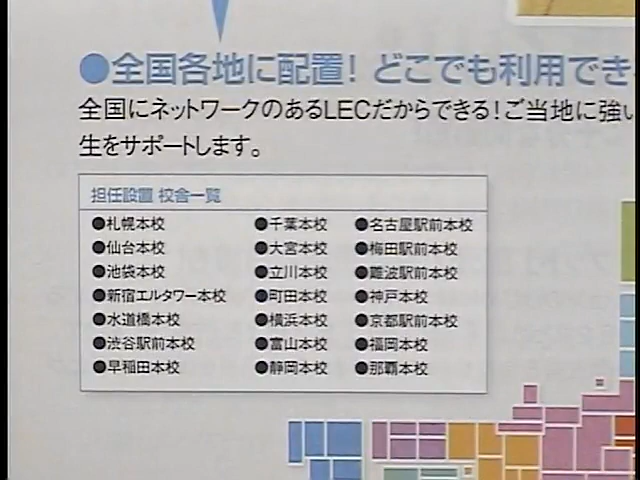 ●全国各地に配置！どこでも利用でき
全国にネットワークのあるLECだからできる！ご当地に強い
生をサポートします。
担任設置 校舎一覧
●札幌本校 ●千葉本校 ●名古屋駅前本校
●仙台本校 ●大宮本校 ●梅田駅前本校
●池袋本校 ●立川本校 ●難波駅前本校
●新宿エルタワー本校 ●町田本校 ●神戸本校
●水道橋本校 ●横浜本校 ●京都駅前本校
●渋谷駅前本校 ●富山本校 ●福岡本校
●早稲田本校 ●静岡本校 ●那覇本校